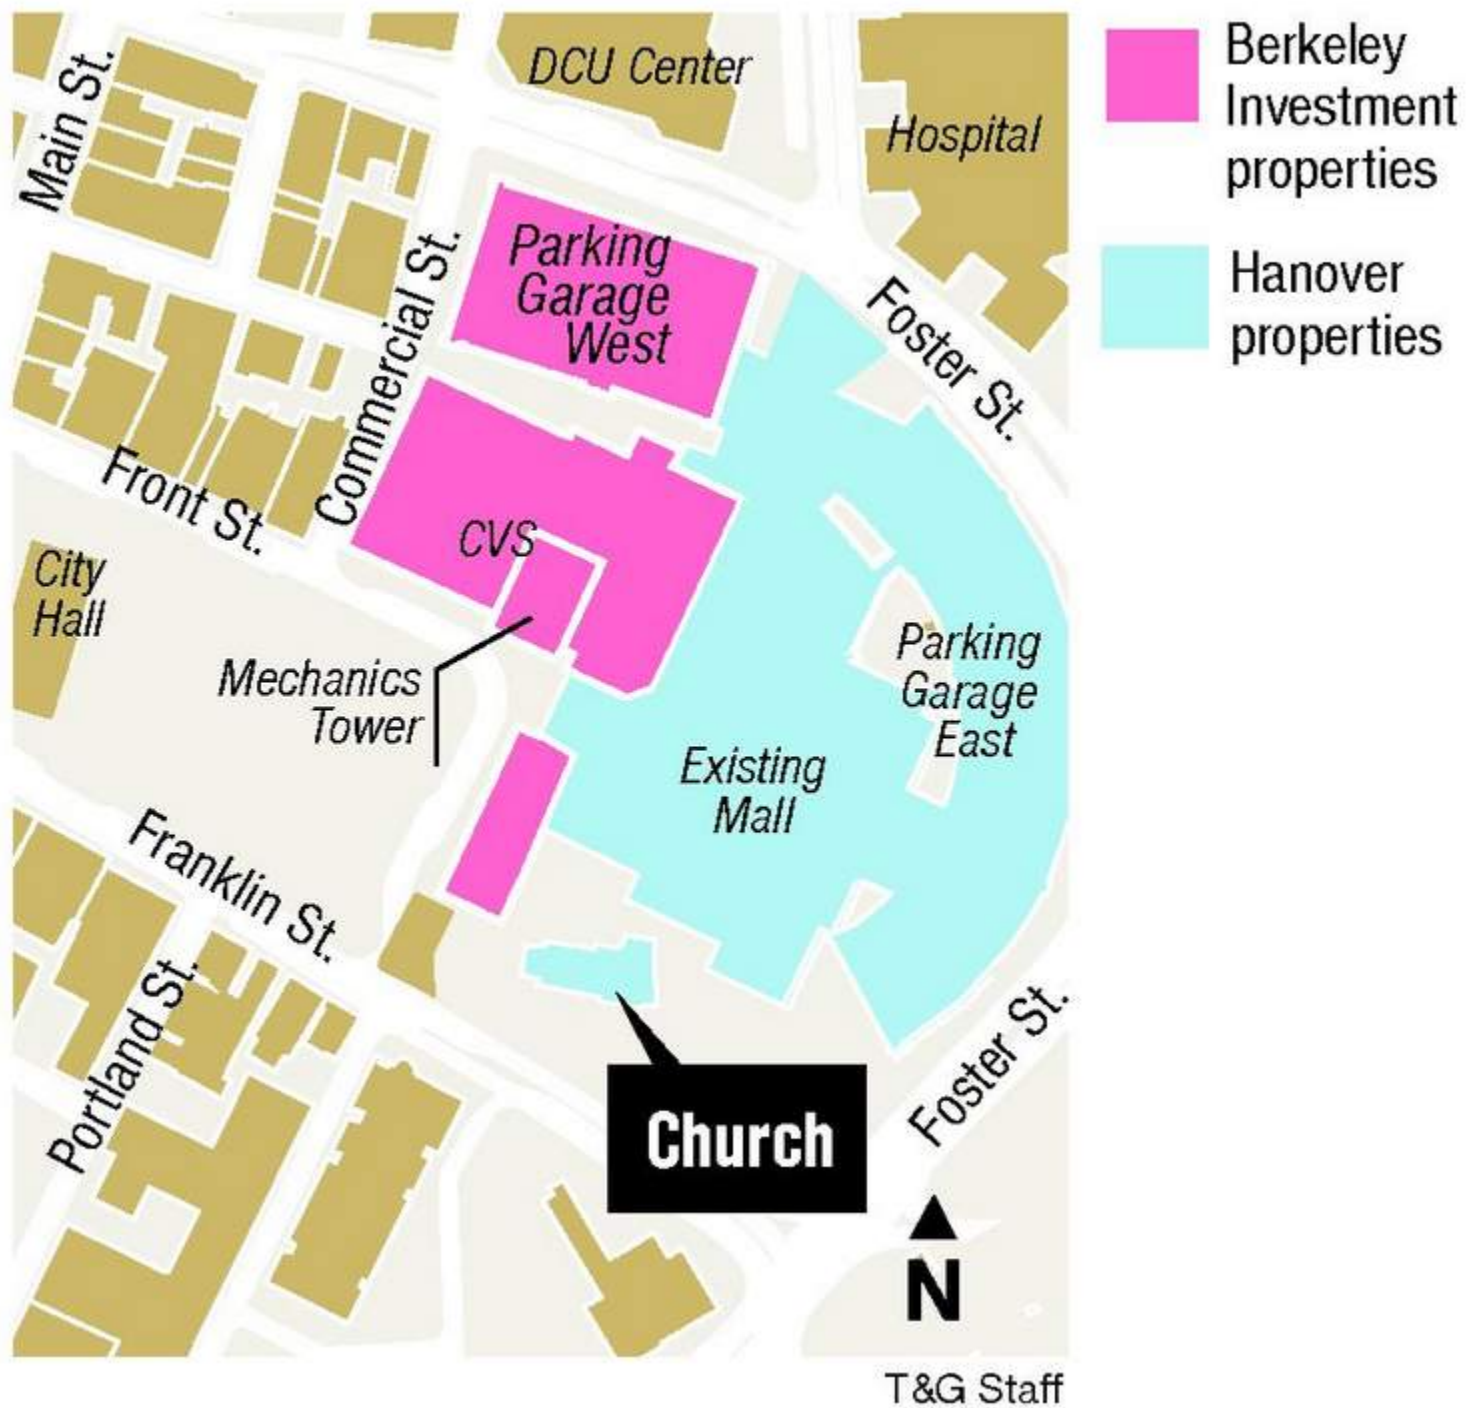 Main St.
DCU Center
Hospital
Berkeley
Investment
properties
Hanover
properties
Parking
Garage
West
Commercial St.
Foster St.
Front St.
CVS
City
Hall
Mechanics
Tower
Parking
Garage
East
Existing
Mall
Franklin St.
Portland St.
Foster St.
Church
N
T&G Staff